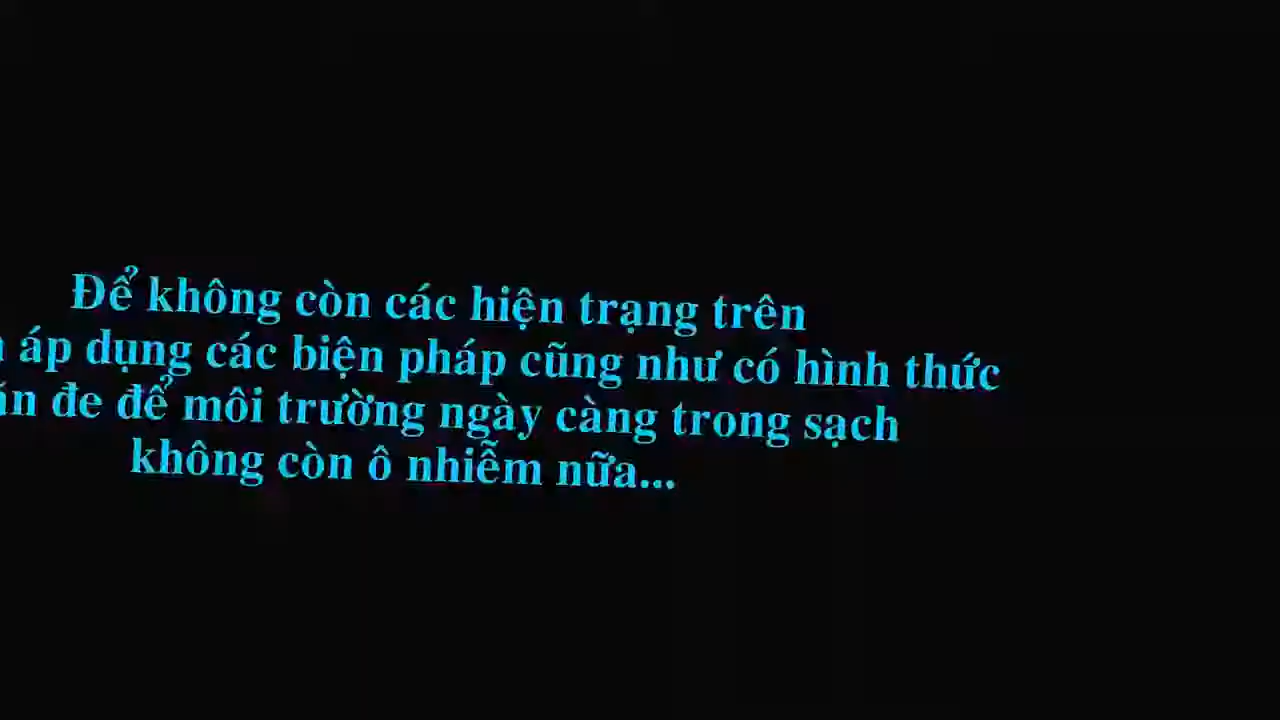 Để không còn các hiện trạng trên
áp dụng các biện pháp cũng như có hình thức
đe để môi trường ngày càng trong sạch
không còn ô nhiễm nữa...